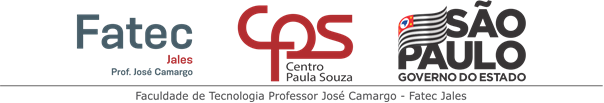 Fatec
Jales
Prof. José Camargo
cps
Centro
Paula Souza
SÃO
PAULO
GOVERNO DO ESTADO
Faculdade de Tecnologia Professor José Camargo - Fatec Jales